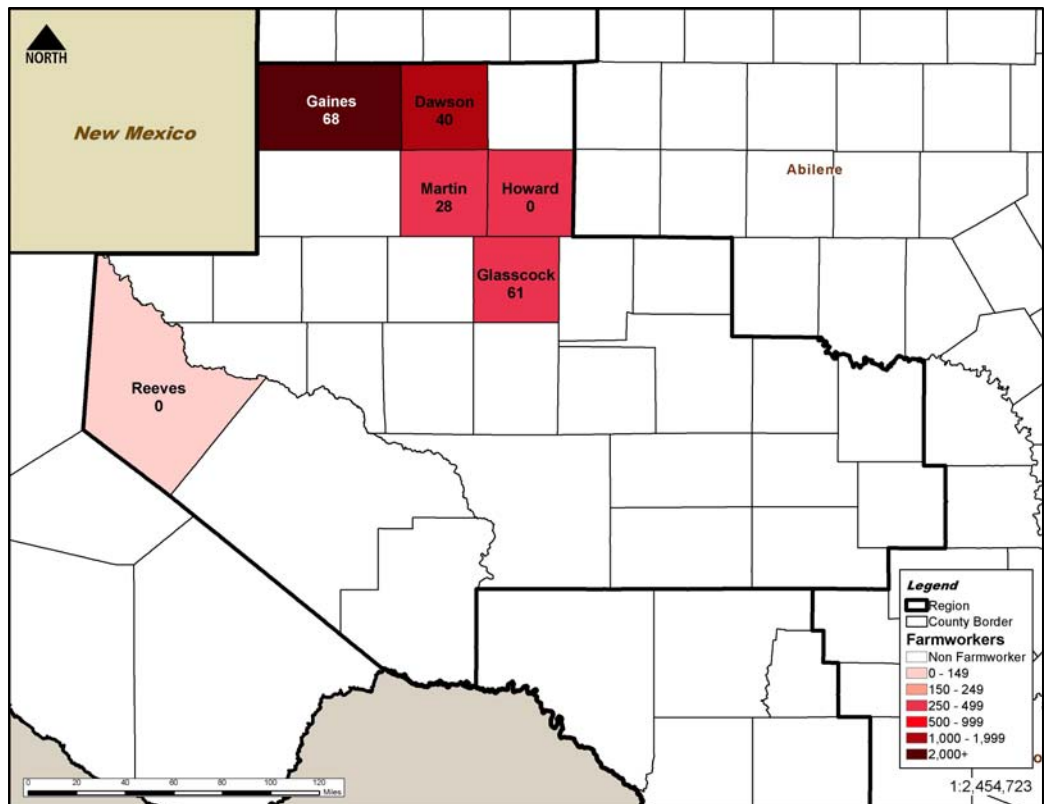 NORTH
New Mexico
Gaines
68
Dawson
40
Abilene
Martin
28
Howard
0
Glasscock
61
Reeves
0
Legend
Region
County Border
Farmworkers
Non Farmworker
0 - 149
150 - 249
250 - 499
500 - 999
1,000 - 1,999
2,000+
0 20 40 60 80 100 120
Miles
1:2,454,723